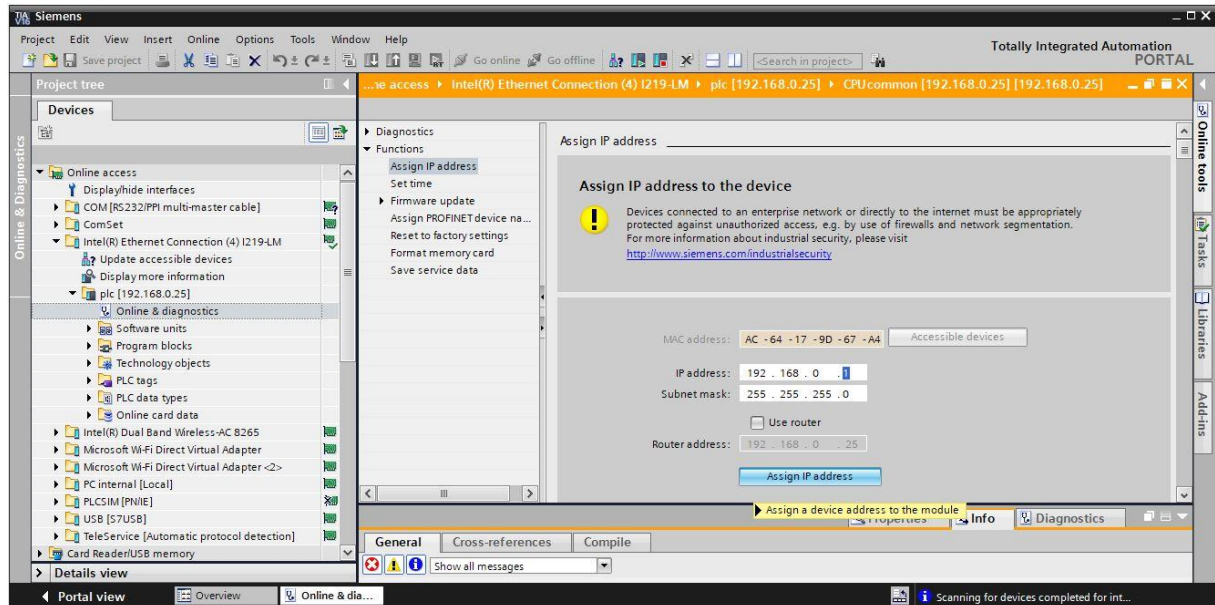 TIA V16 Siemens
Project Edit View Insert Online Options Tools Window Help
Totally Integrated Automation
PORTAL
Save project Go online Go offline <Search in project>
Project tree
...ne access Intel(R) Ethernet Connection (4) I219-LM plc [192.168.0.25] CPUcommon [192.168.0.25] [192.168.0.25]
Devices
Online & Diagnostics
Online access
Display/hide interfaces
COM [RS232/PPI multi-master cable]
ComSet
Intel(R) Ethernet Connection (4) I219-LM
Update accessible devices
Display more information
plc [192.168.0.25]
Online & diagnostics
Software units
Program blocks
Technology objects
PLC tags
PLC data types
Online card data
Intel(R) Dual Band Wireless-AC 8265
Microsoft Wi-Fi Direct Virtual Adapter
Microsoft Wi-Fi Direct Virtual Adapter <2>
PC internal [Local]
PLCSIM [PN/IE]
USB [S7USB]
TeleService [Automatic protocol detection]
Card Reader/USB memory
Details view
Diagnostics
Functions
Assign IP address
Set time
Firmware update
Assign PROFINET device na...
Reset to factory settings
Format memory card
Save service data
Assign IP address
Assign IP address to the device
Devices connected to an enterprise network or directly to the internet must be appropriately
protected against unauthorized access, e.g. by use of firewalls and network segmentation.
For more information about industrial security, please visit
http://www.siemens.com/industrialsecurity
MAC address: AC -64 -17 -9D -67 -A4 Accessible devices
IP address: 192 . 168 . 0 . 1
Subnet mask: 255 . 255 . 255 . 0
Use router
Router address: 192 . 168 . 0 . 25
Assign IP address
Assign a device address to the module
Properties Info Diagnostics
General Cross-references Compile
Show all messages
Online tools
Tasks
Libraries
Add-ins
Portal view Overview Online & dia... Scanning for devices completed for int...